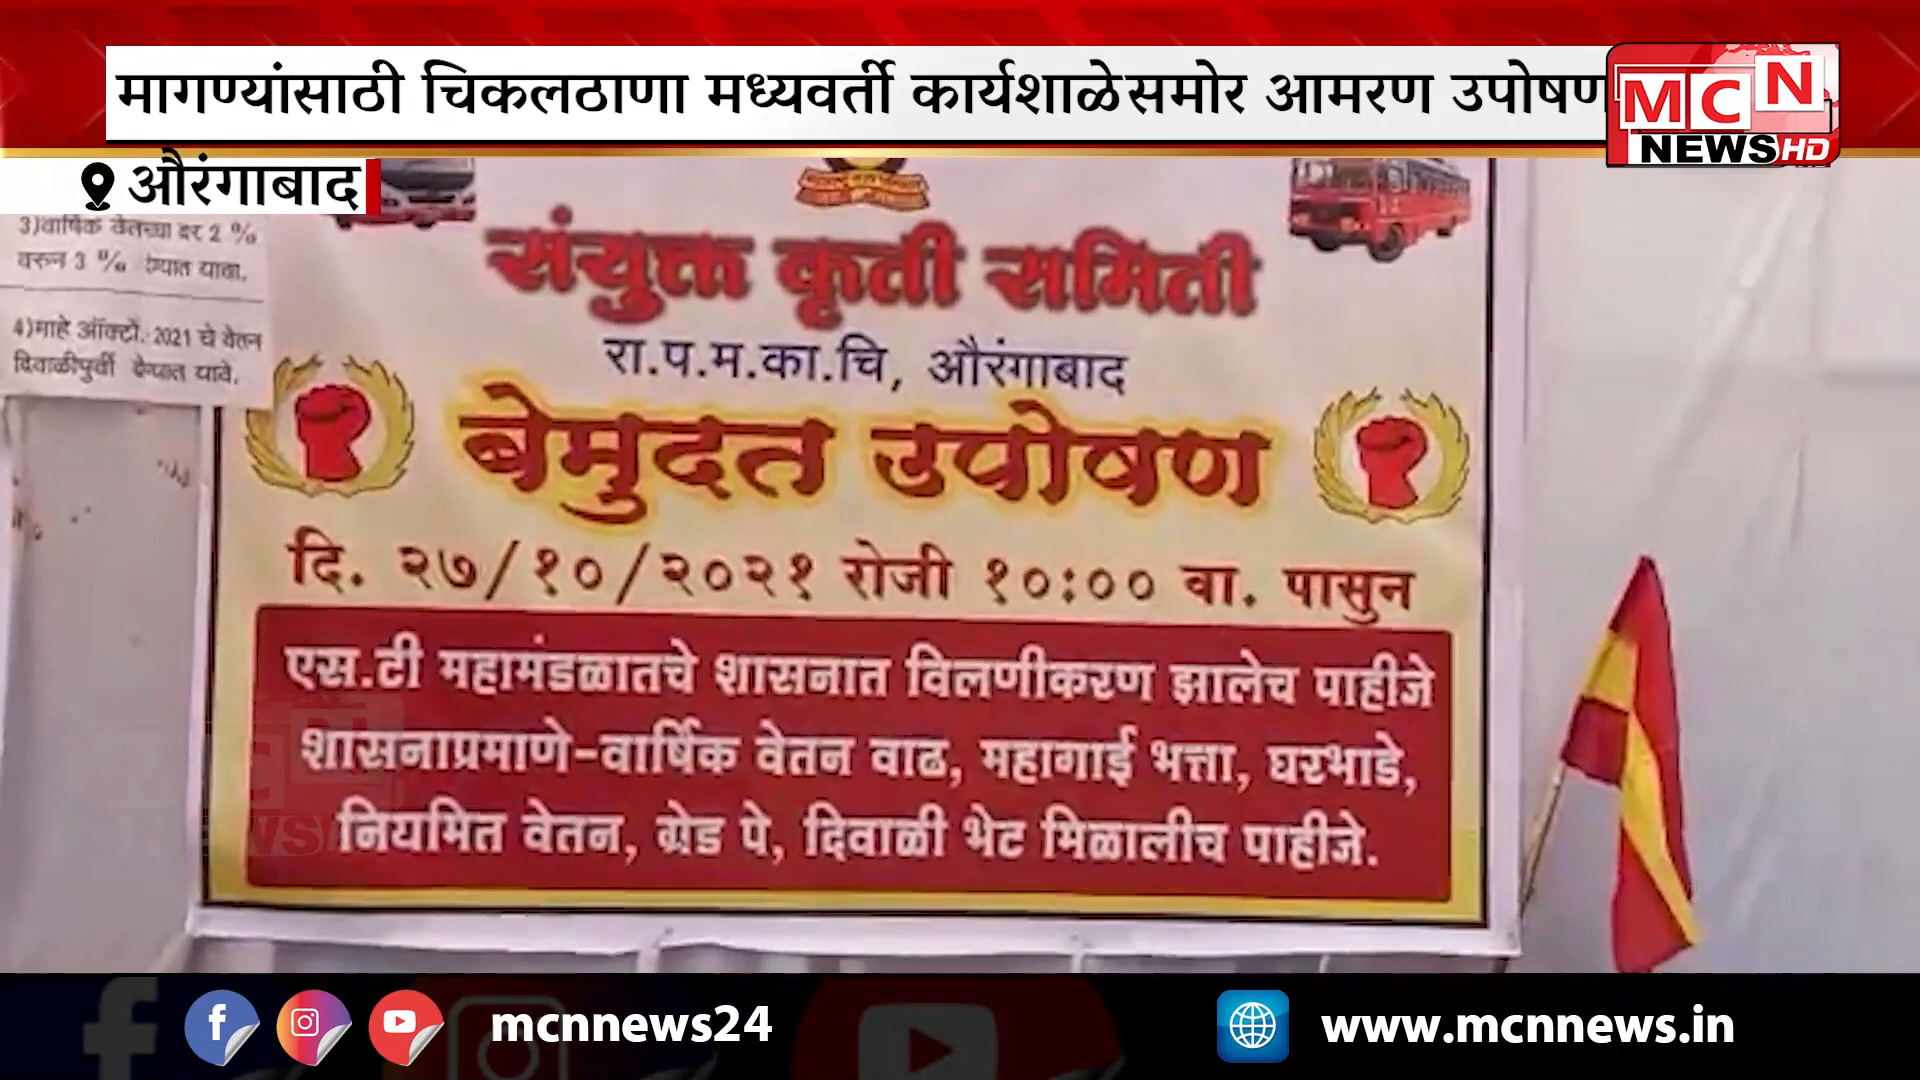 मागण्यांसाठी चिकलठाणा मध्यवर्ती कार्यशाळेसमोर आमरण उपोषण
MCN
NEWS HD
औरंगाबाद
3)वार्षिक वेतनच्या दर 2 %
वरुन 3 % देण्यात यावा.
4)माहे ऑक्टों.-2021 चे वेतन
दिवाळीपुर्वी देण्यात यावे.
संयुक्त कृती समिती
रा.प.म.का.चि, औरंगाबाद
बेमुदत उपोषण
दि. २७/१०/२०२१ रोजी १०:०० वा. पासुन
एस.टी महामंडळातचे शासनात विलणीकरण झालेच पाहीजे
शासनाप्रमाणे-वार्षिक वेतन वाढ, महागाई भत्ता, घरभाडे,
नियमित वेतन, ग्रेड पे, दिवाळी भेट मिळालीच पाहीजे.
mcnnews24
www.mcnnews.in